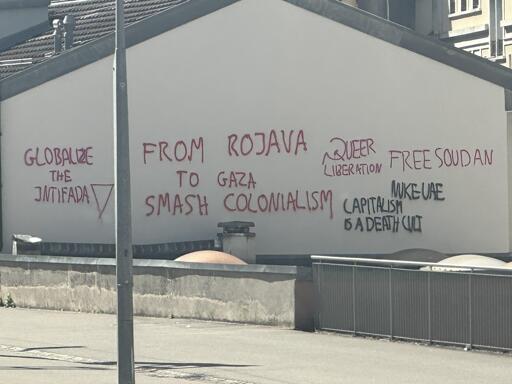 GLOBALIZE
THE
INTIFADA
FROM ROJAVA
TO GAZA
SMASH COLONIALISM
QUEER
LIBERATION
FREE SOUDAN
NUKE UAE
CAPITALISM
IS A DEATH CULT